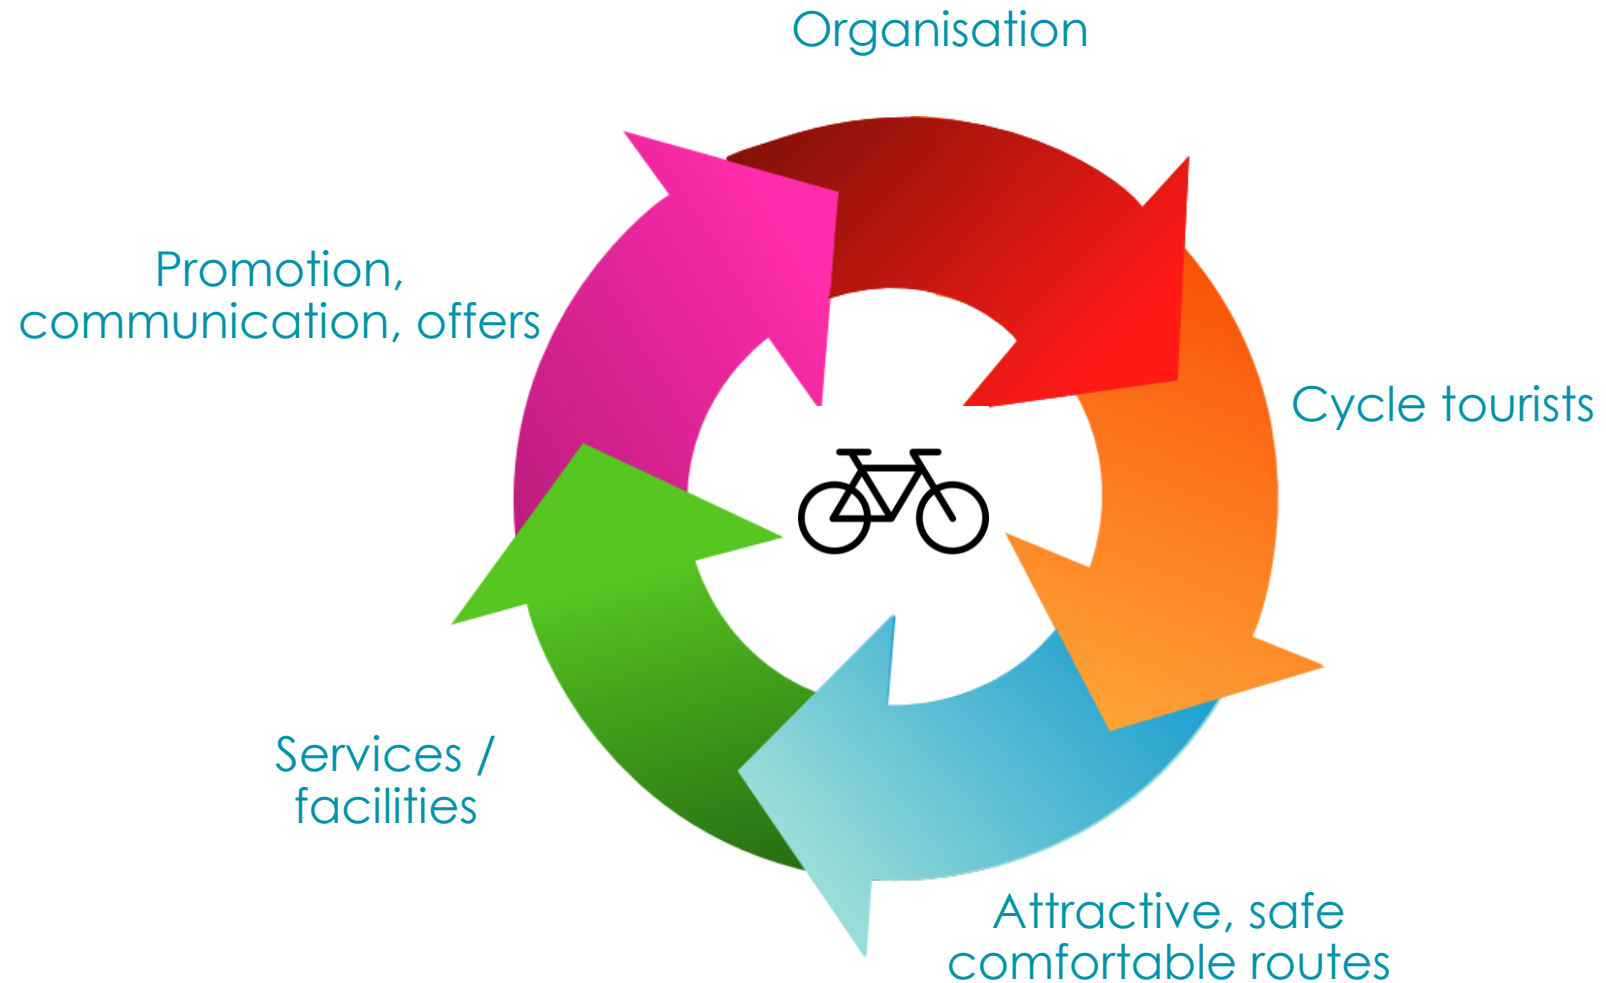 Organisation
Promotion,
communication, offers
Cycle tourists
Services /
facilities
Attractive, safe
comfortable routes